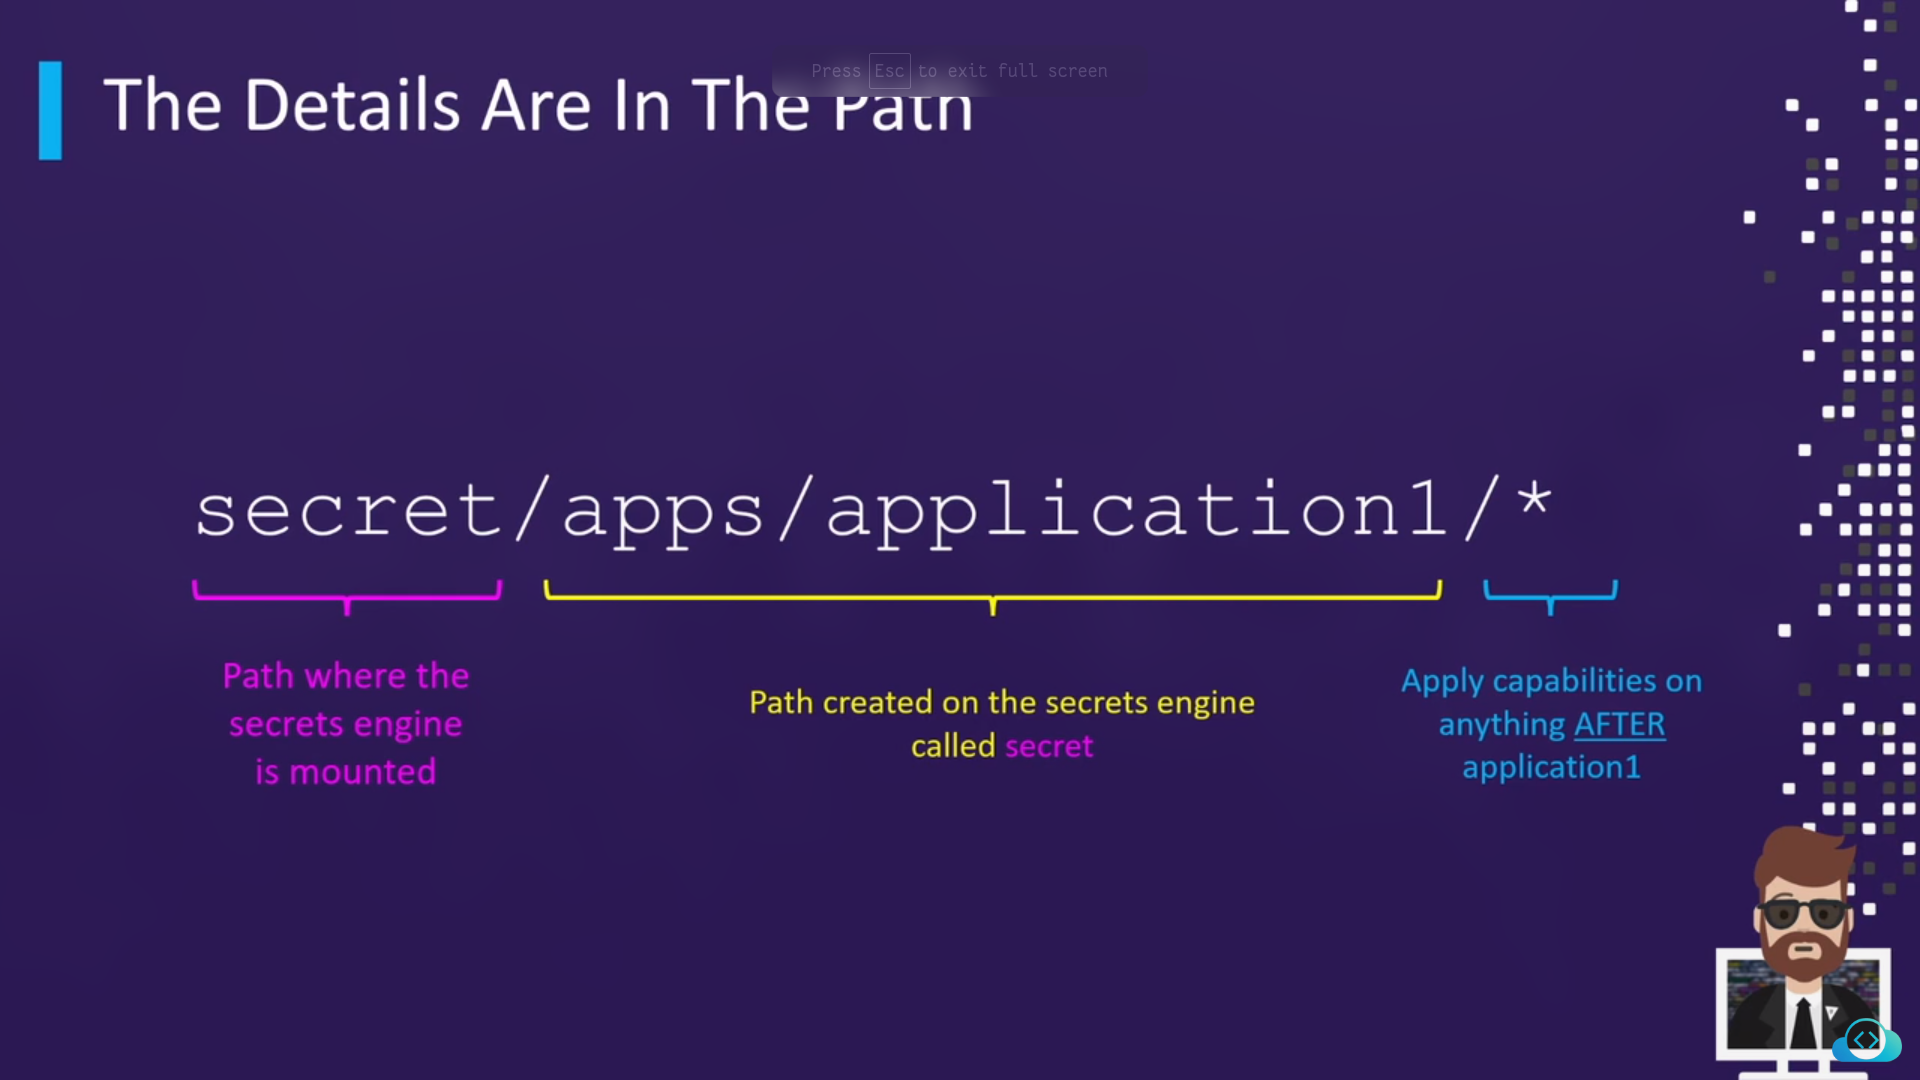 Press Esc to exit full screen
The Details Are In The Path
secret/apps/application1/*
Path where the
secrets engine
is mounted
Path created on the secrets engine
called secret
Apply capabilities on
anything AFTER
application1